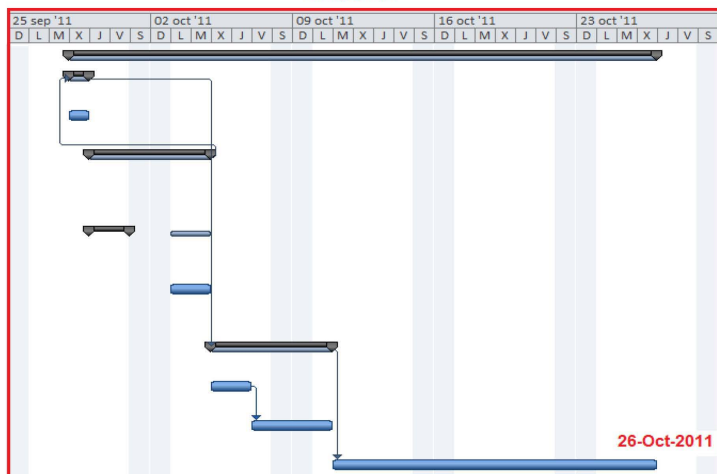 25 sep '11 02 oct '11 09 oct '11 16 oct '11 23 oct '11
D L M X J V S D L M X J V S D L M X J V S D L M X J V S D L M X J V S
26-Oct-2011